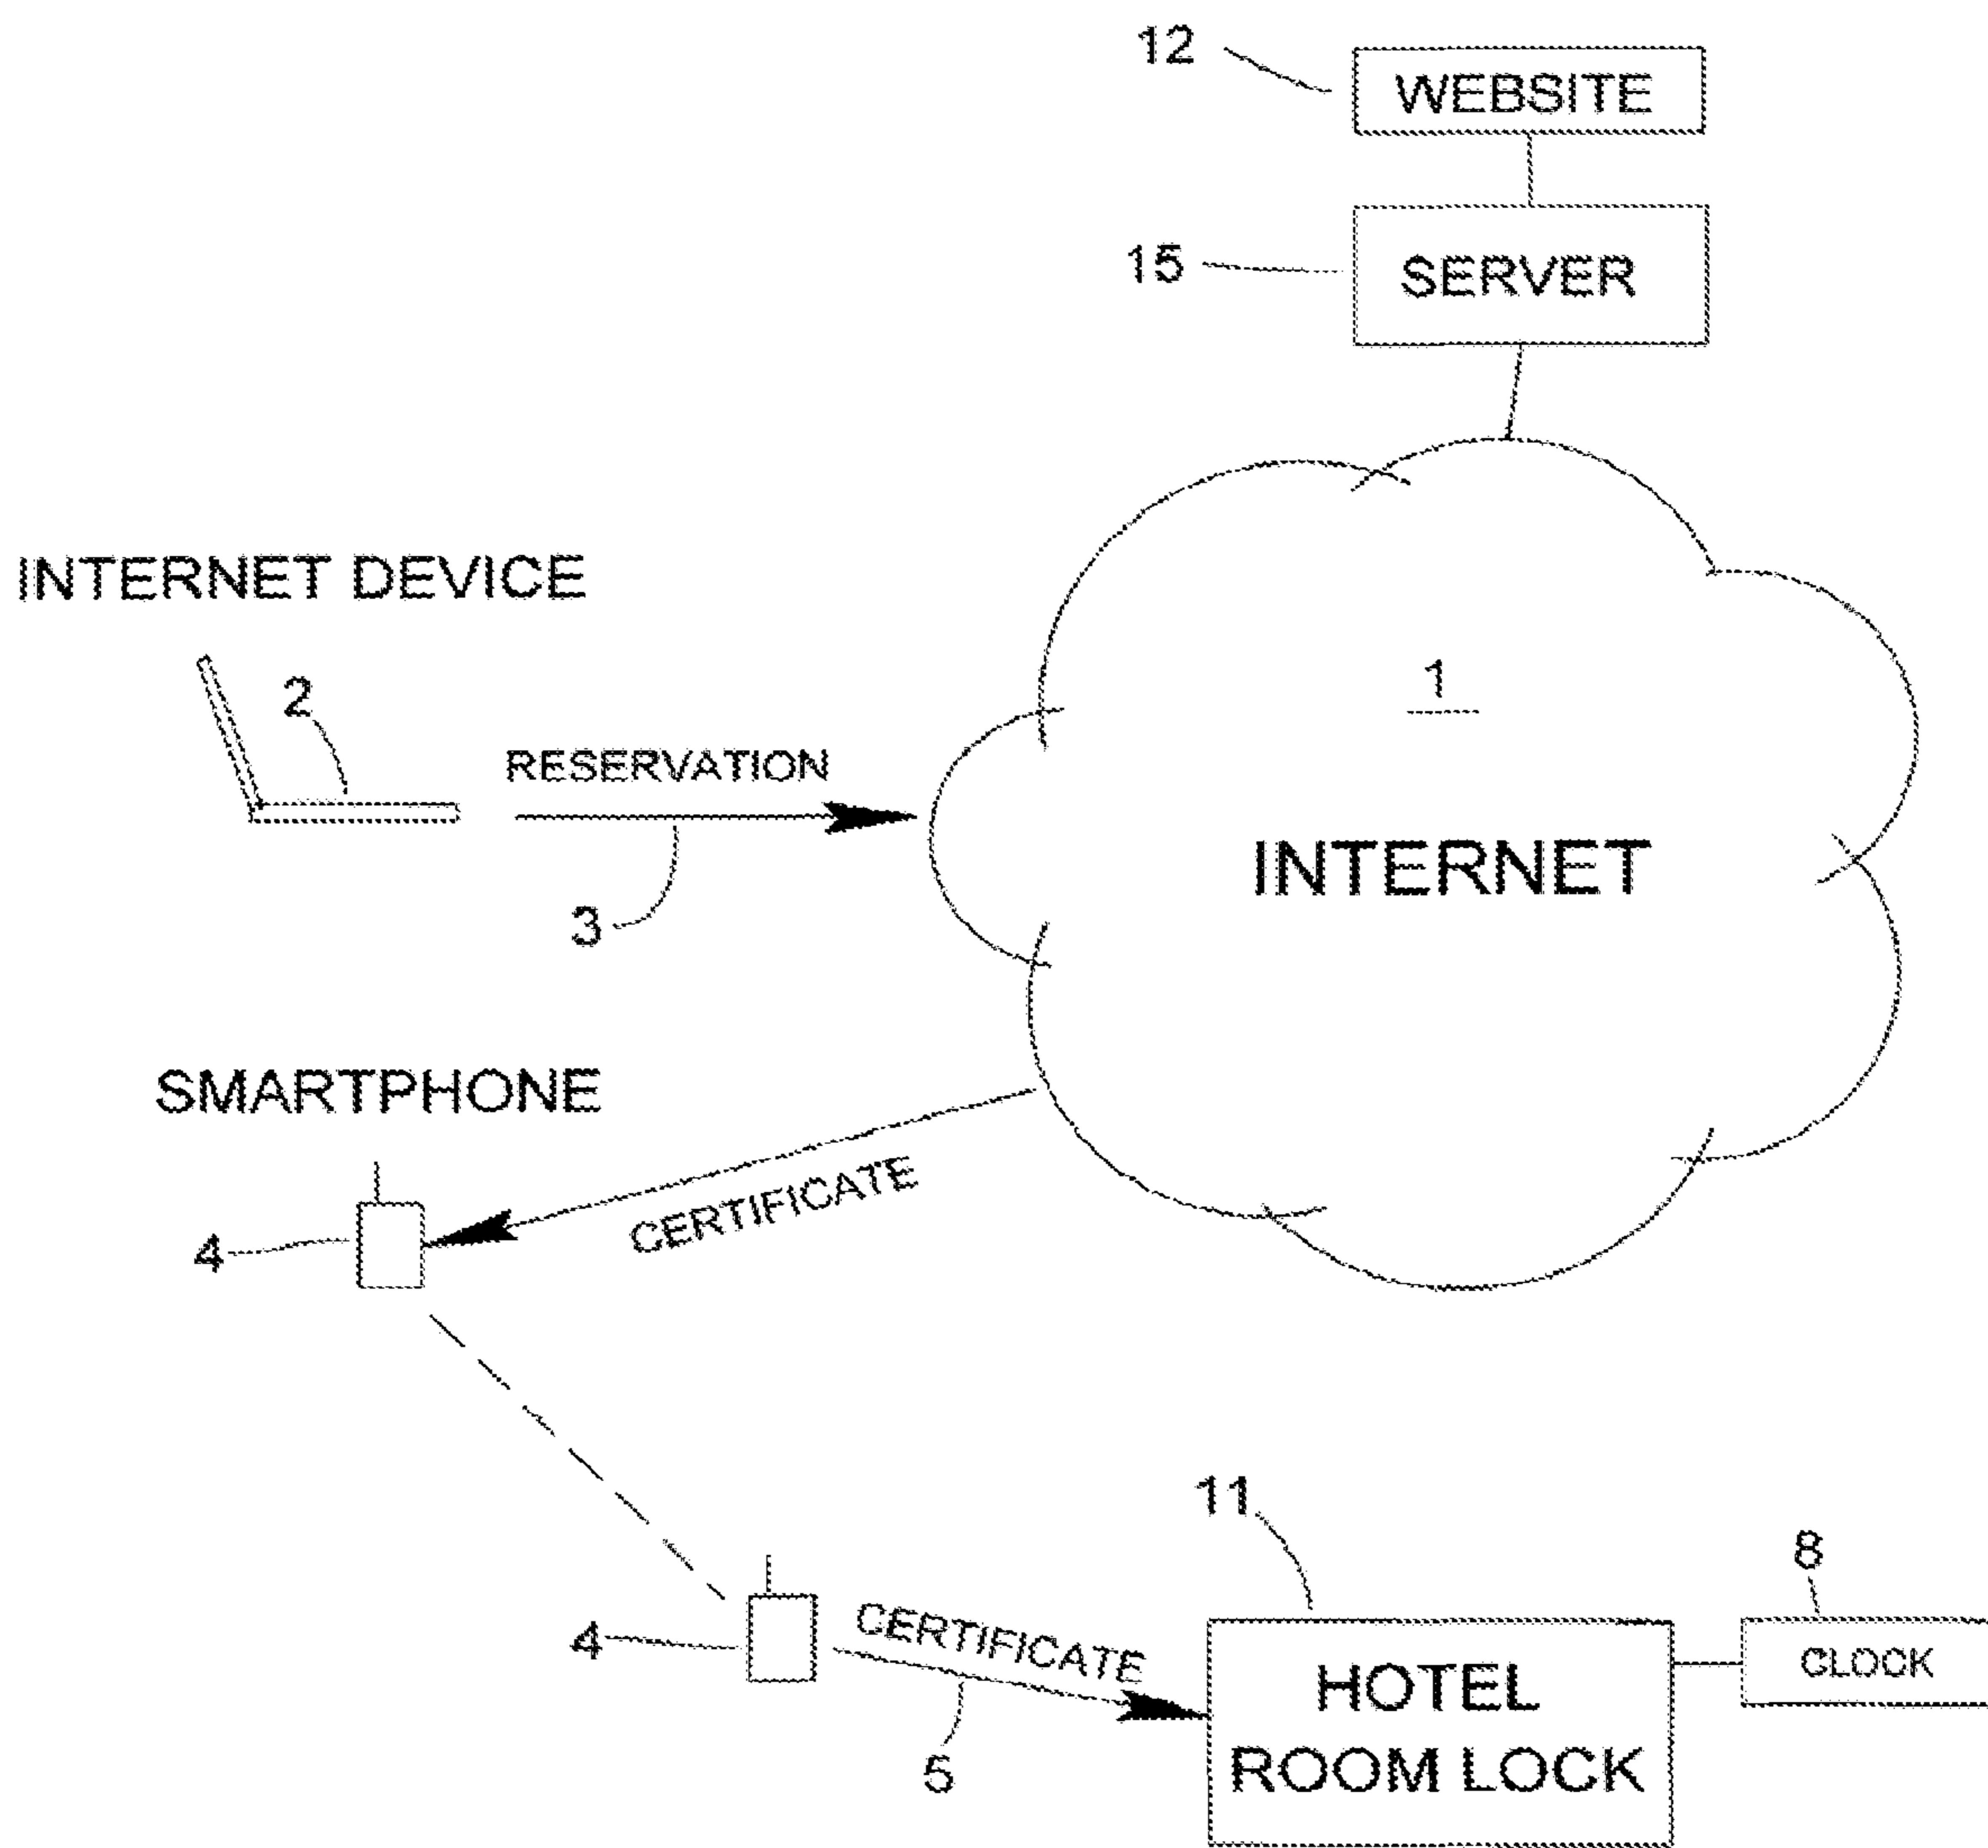 12
WEBSITE
15
SERVER
INTERNET DEVICE
1
2
RESERVATION
INTERNET
3
SMARTPHONE
CERTIFICATE
4
11
8
4
CERTIFICATE
CLOCK
HOTEL
ROOM LOCK
5